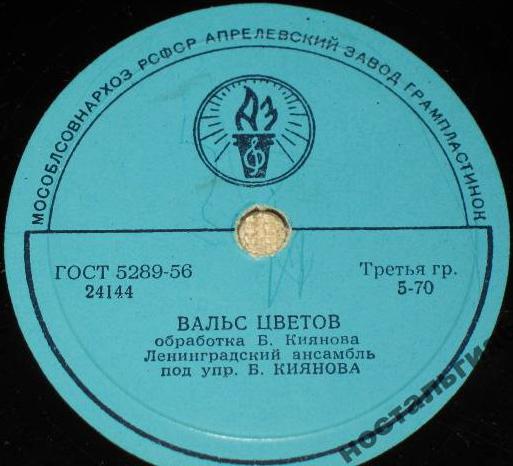 МОСОБЛСОВНАРХОЗ РСФСР АПРЕЛЕВСКИЙ ЗАВОД ГРАМПЛАСТИНОК
АЗ
ГОСТ 5289-56
24144
Третья гр.
5-70
ВАЛЬС ЦВЕТОВ
обработка Б. Киянова
Ленинградский ансамбль
под упр. Б. КИЯНОВА
ностальгия